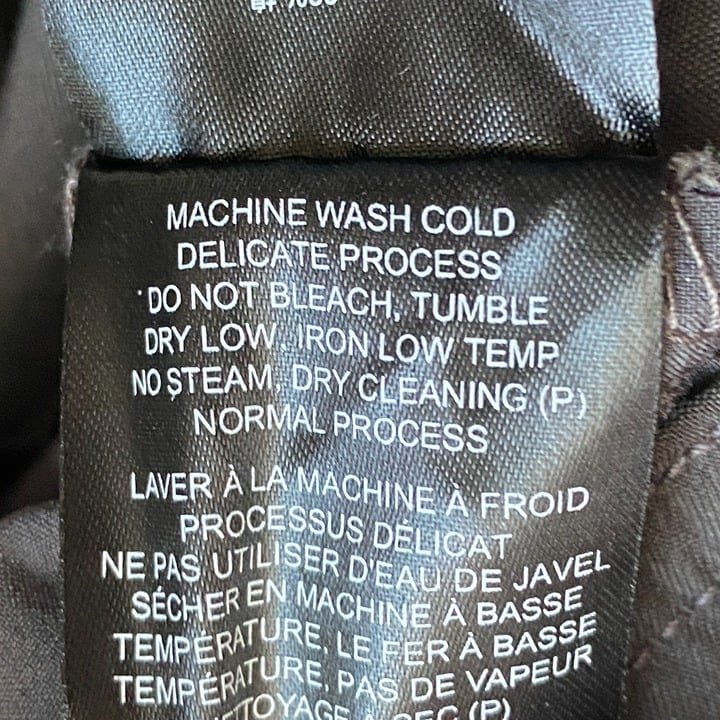 MACHINE WASH COLD
DELICATE PROCESS
DO NOT BLEACH, TUMBLE
DRY LOW, IRON LOW TEMP
NO STEAM, DRY CLEANING (P)
NORMAL PROCESS
LAVER À LA MACHINE À FROID
PROCESSUS DÉLICAT
NE PAS UTILISER D'EAU DE JAVEL
SÉCHER EN MACHINE À BASSE
TEMPÉRATURE, LE FER À BASSE
TEMPÉRATURE, PAS DE VAPEUR
(P)